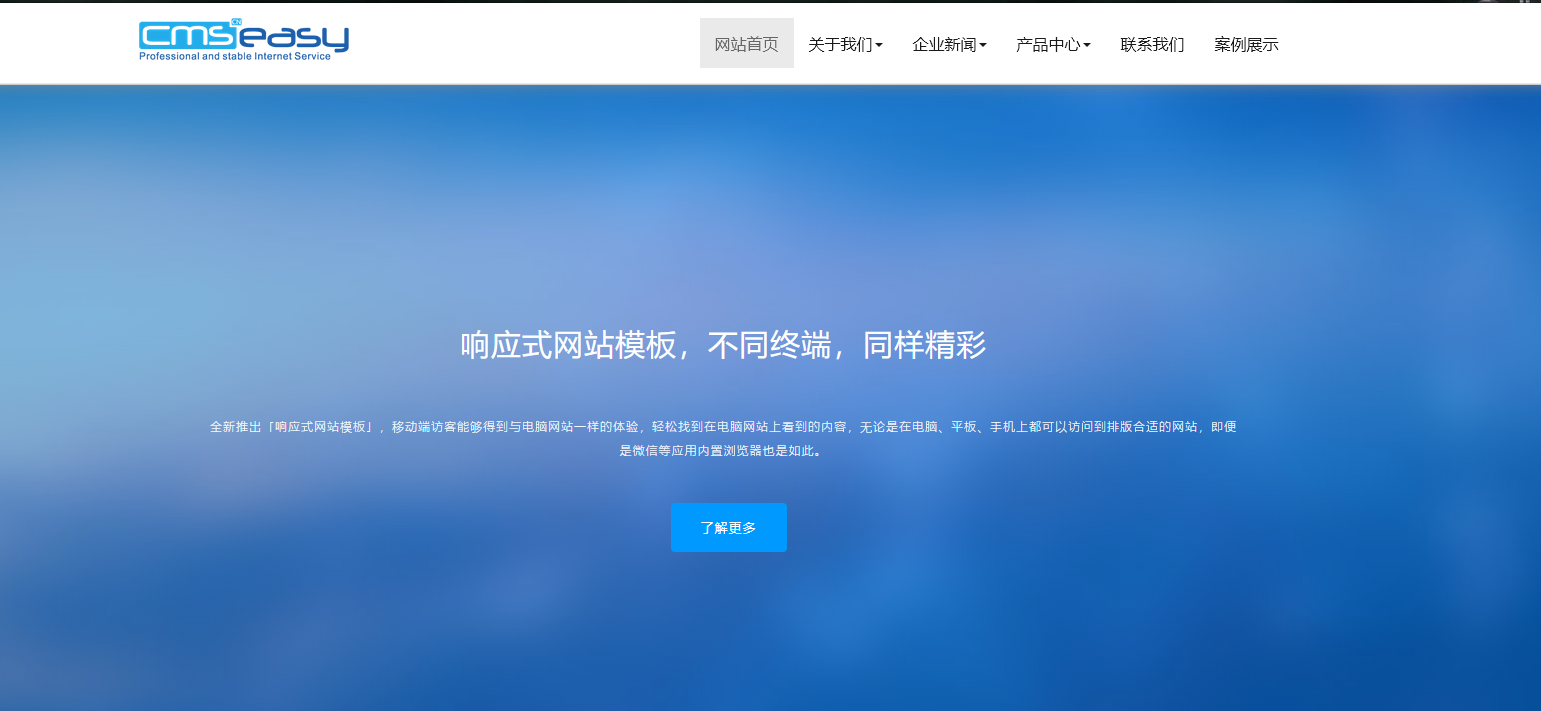 CMSeasy CN
Professional and stable Internet Service
网站首页 关于我们 企业新闻 产品中心 联系我们 案例展示
响应式网站模板，不同终端，同样精彩
全新推出「响应式网站模板」，移动端访客能够得到与电脑网站一样的体验，轻松找到在电脑网站上看到的内容，无论是在电脑、平板、手机上都可以访问到排版合适的网站，即便
是微信等应用内置浏览器也是如此。
了解更多